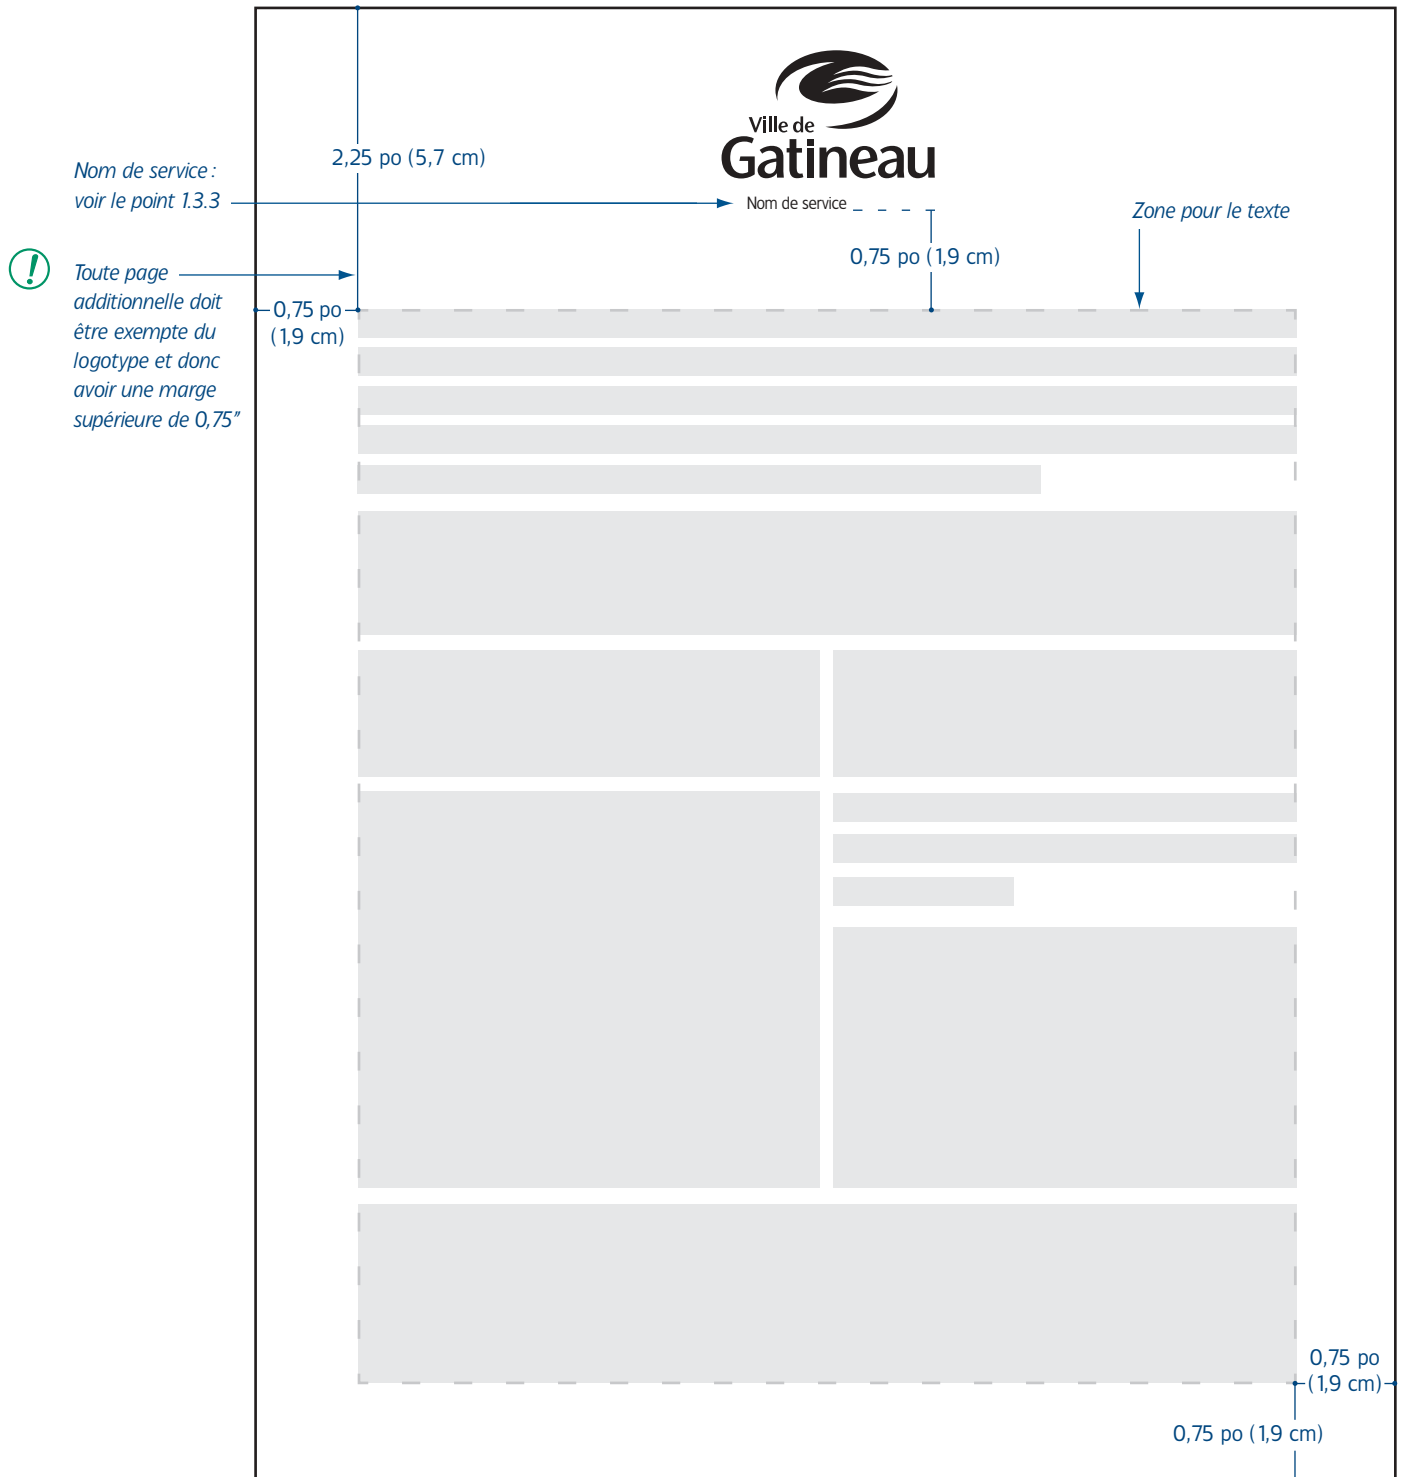 Ville de
Gatineau
2,25 po (5,7 cm)
Nom de service :
voir le point 1.3.3
Nom de service
Zone pour le texte
0,75 po (1,9 cm)
!
Toute page
additionnelle doit
être exempte du
logotype et donc
avoir une marge
supérieure de 0,75”
0,75 po
(1,9 cm)
0,75 po
(1,9 cm)
0,75 po (1,9 cm)